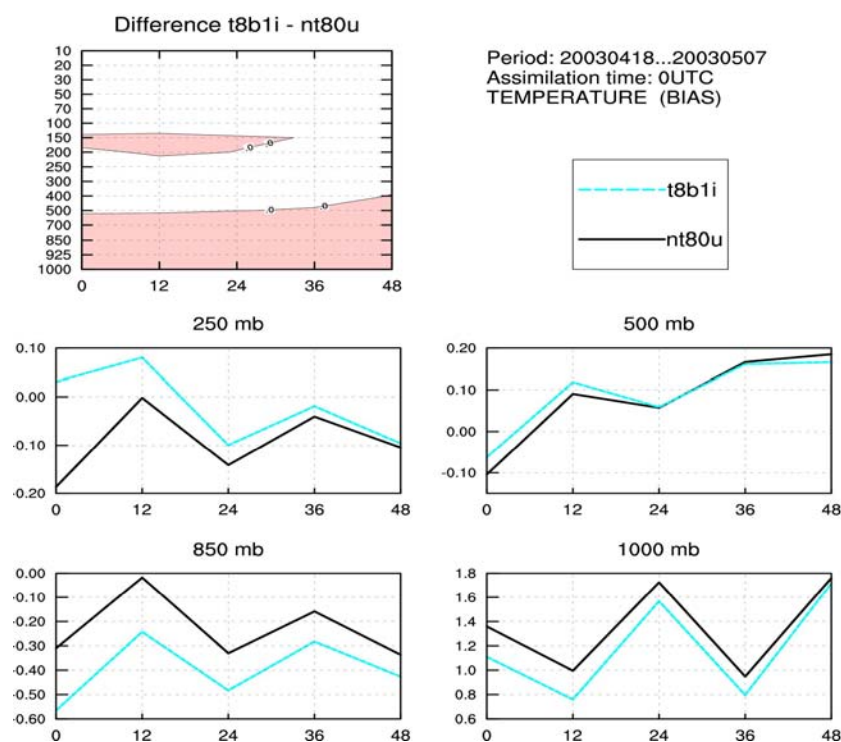 Difference t8b1i - nt80u
10
20
30
50
70
100
150
200
250
300
400
500
700
850
925
1000
.0
.0
.0
.0
0 12 24 36 48
Period: 20030418...20030507
Assimilation time: 0UTC
TEMPERATURE (BIAS)
t8b1i
nt80u
250 mb
0.10
0.00
-0.10
-0.20
0 12 24 36 48
500 mb
0.20
0.10
0.00
-0.10
0 12 24 36 48
850 mb
0.00
-0.10
-0.20
-0.30
-0.40
-0.50
-0.60
0 12 24 36 48
1000 mb
1.8
1.6
1.4
1.2
1.0
0.8
0.6
0 12 24 36 48